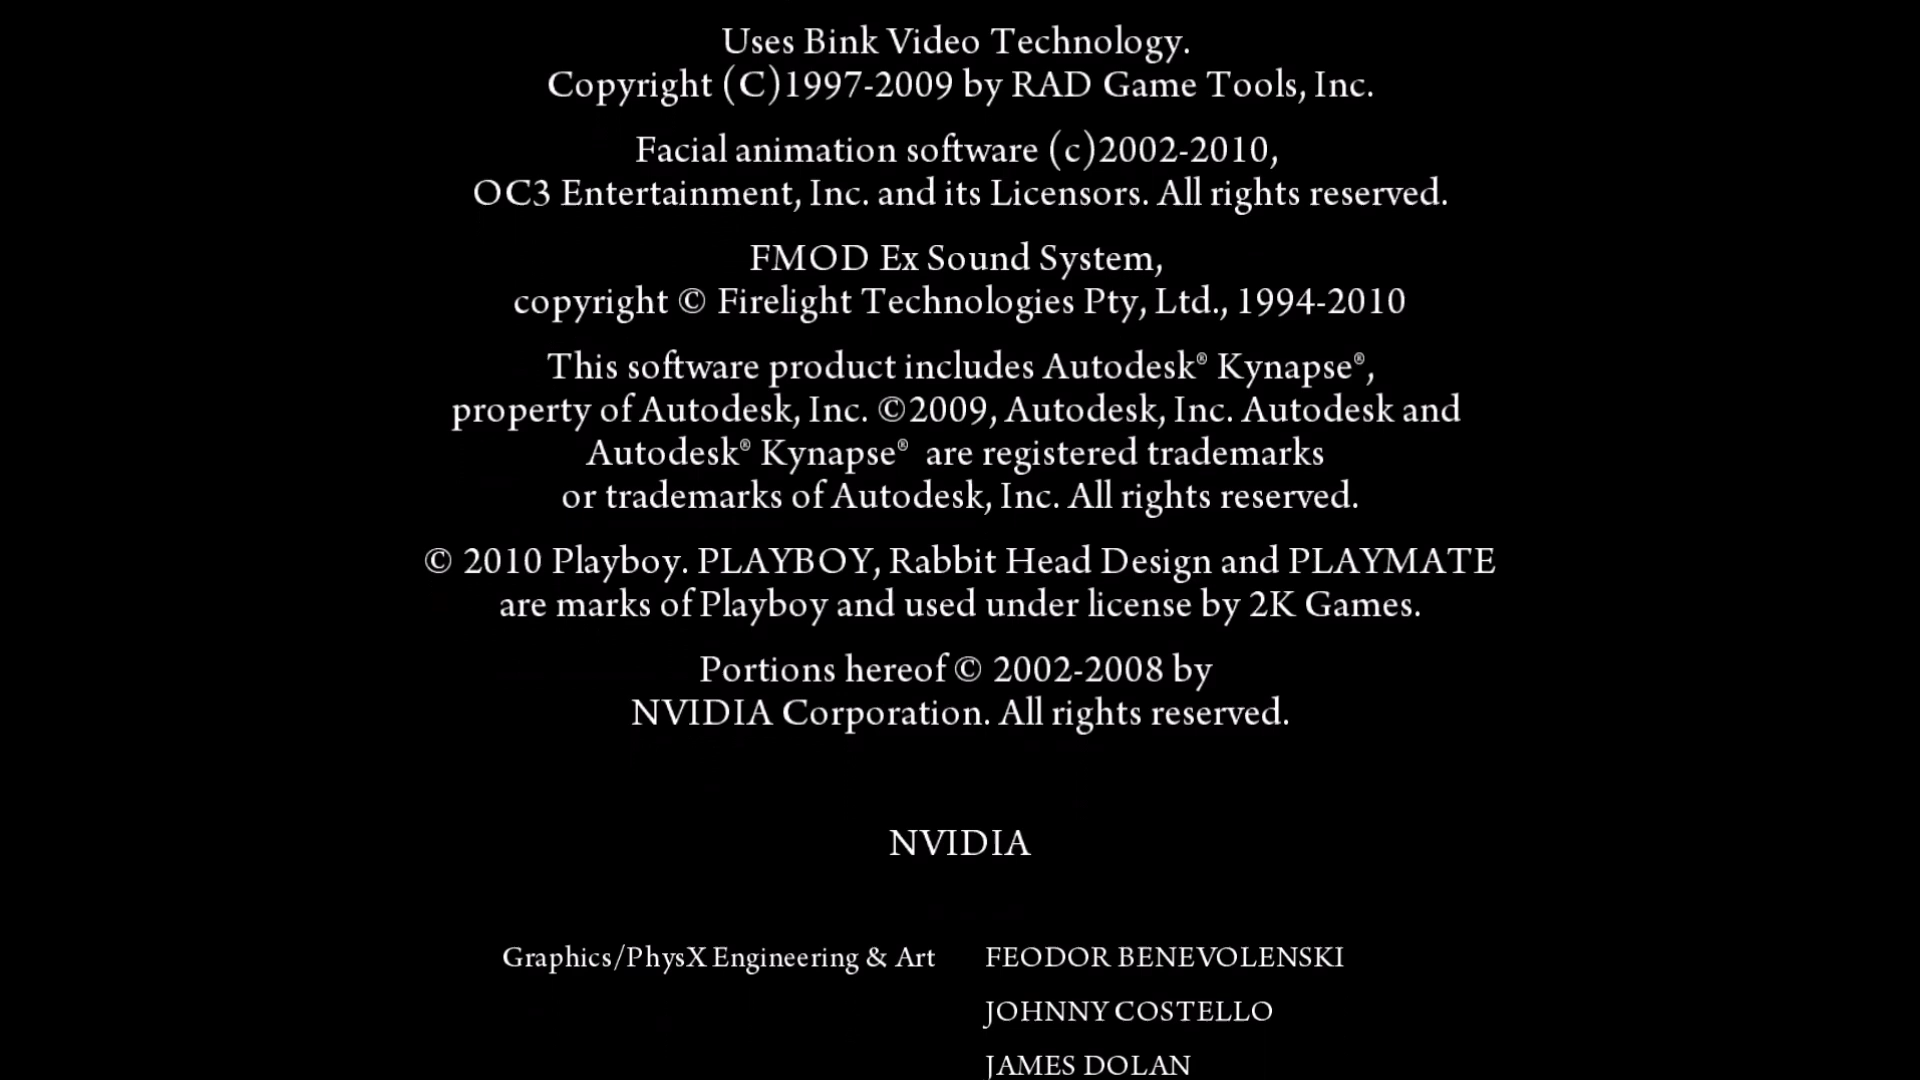 Uses Bink Video Technology.
Copyright (C)1997-2009 by RAD Game Tools, Inc.
Facial animation software (c)2002-2010,
OC3 Entertainment, Inc. and its Licensors. All rights reserved.
FMOD Ex Sound System,
copyright © Firelight Technologies Pty, Ltd., 1994-2010
This software product includes Autodesk® Kynapse®,
property of Autodesk, Inc. ©2009, Autodesk, Inc. Autodesk and
Autodesk® Kynapse® are registered trademarks
or trademarks of Autodesk, Inc. All rights reserved.
© 2010 Playboy. PLAYBOY, Rabbit Head Design and PLAYMATE
are marks of Playboy and used under license by 2K Games.
Portions hereof © 2002-2008 by
NVIDIA Corporation. All rights reserved.
NVIDIA
Graphics/PhysX Engineering & Art FEODOR BENEVOLENSKI
JOHNNY COSTELLO
JAMES DOLAN